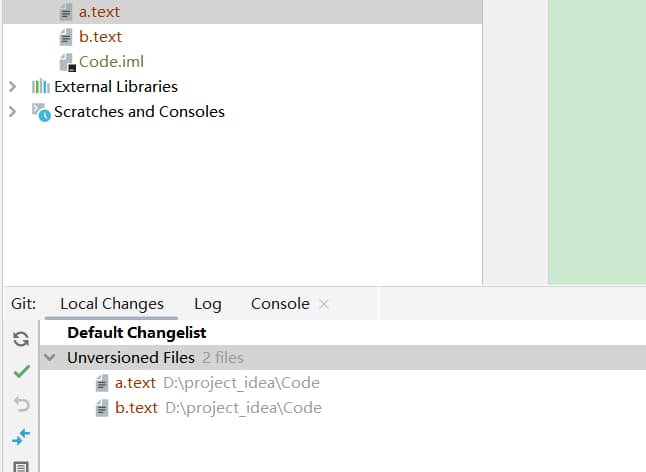 a.text
b.text
Code.iml
External Libraries
Scratches and Consoles
Git: Local Changes Log Console
Default Changelist
Unversioned Files 2 files
a.text D:\project_idea\Code
b.text D:\project_idea\Code